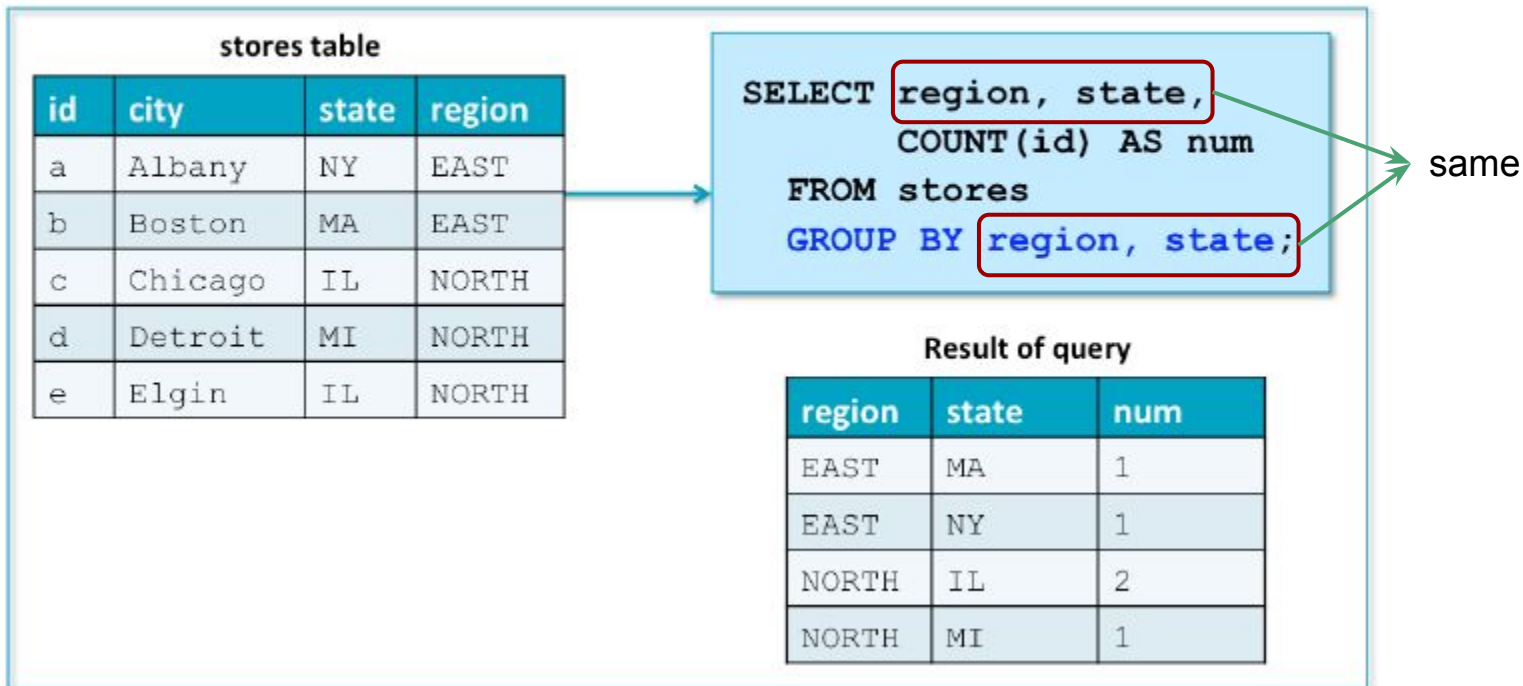 stores table
id city state region
a Albany NY EAST
b Boston MA EAST
c Chicago IL NORTH
d Detroit MI NORTH
e Elgin IL NORTH
SELECT region, state,
COUNT(id) AS num
FROM stores
GROUP BY region, state;
same
Result of query
region state num
EAST MA 1
EAST NY 1
NORTH IL 2
NORTH MI 1